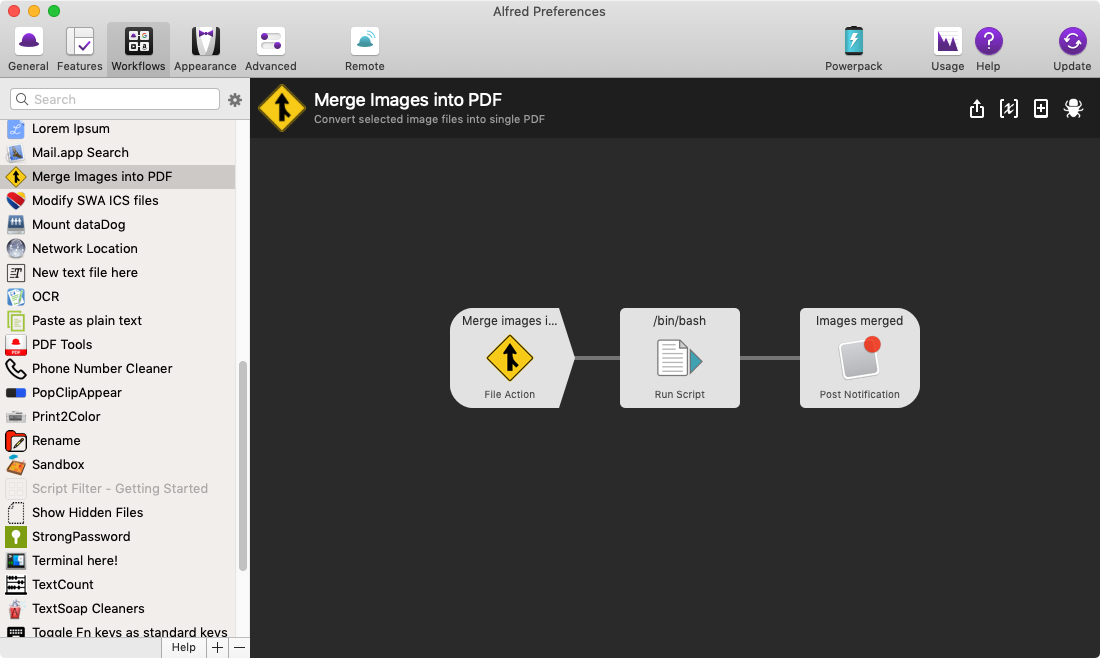 Alfred Preferences
General Features Workflows Appearance Advanced Remote Powerpack Usage Help Update
Search
Merge Images into PDF
Convert selected image files into single PDF
Lorem Ipsum
Mail.app Search
Merge Images into PDF
Modify SWA ICS files
Mount dataDog
Network Location
New text file here
OCR
Paste as plain text
PDF Tools
Phone Number Cleaner
PopClipAppear
Print2Color
Rename
Sandbox
Script Filter - Getting Started
Show Hidden Files
StrongPassword
Terminal here!
TextCount
TextSoap Cleaners
Toggle Fn keys as standard keys
Help
Merge images i...
File Action
/bin/bash
Run Script
Images merged
Post Notification